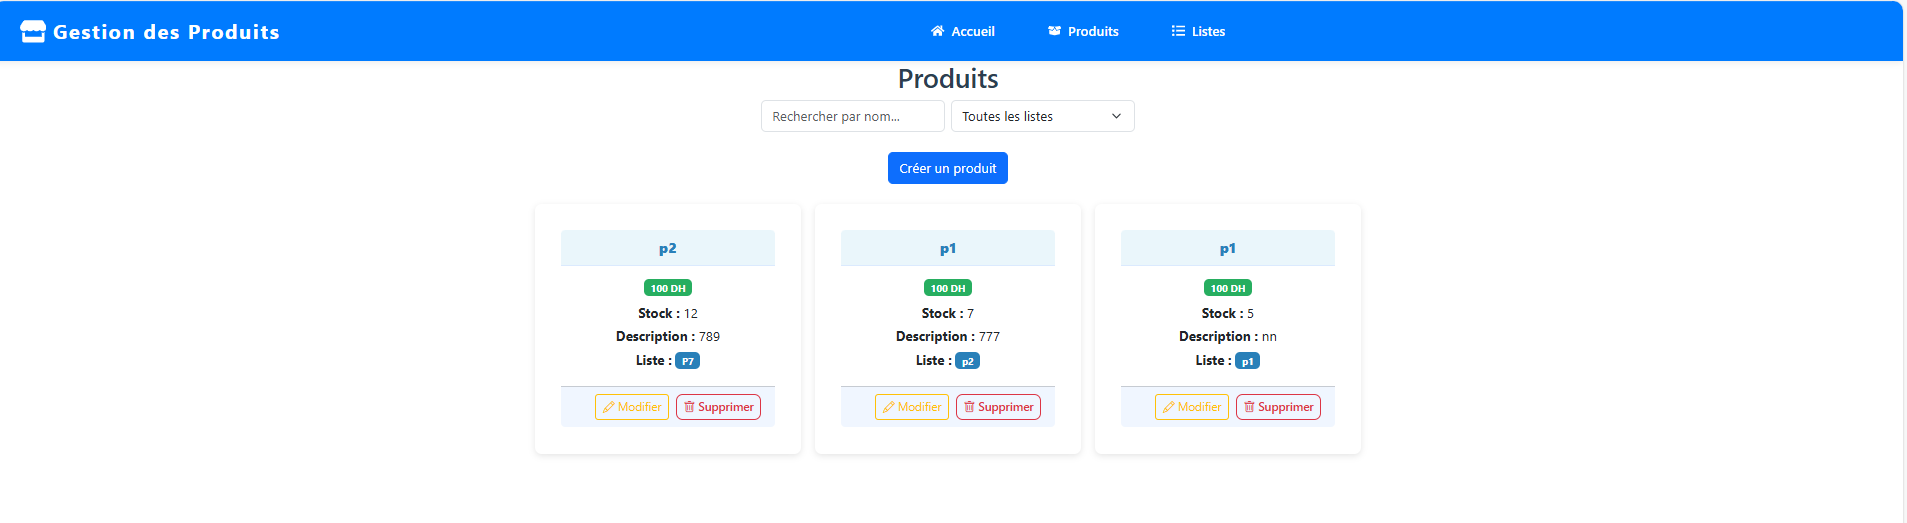 Gestion des Produits
Accueil
Produits
Listes
Produits
Rechercher par nom...
Toutes les listes
Créer un produit
p2
100 DH
Stock : 12
Description : 789
Liste : P7
Modifier
Supprimer
p1
100 DH
Stock : 7
Description : 777
Liste : p2
Modifier
Supprimer
p1
100 DH
Stock : 5
Description : nn
Liste : p1
Modifier
Supprimer